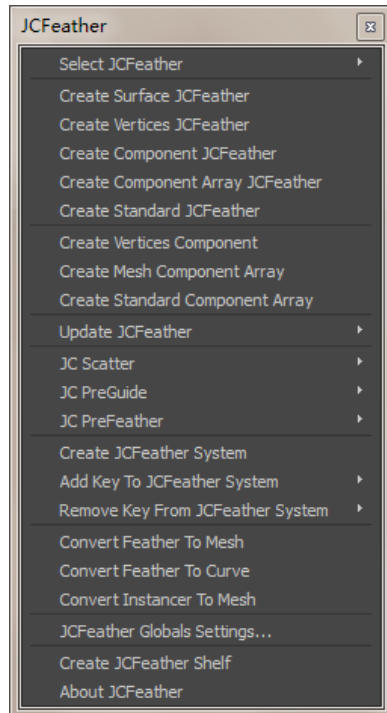 JCFeather
Select JCFeather
Create Surface JCFeather
Create Vertices JCFeather
Create Component JCFeather
Create Component Array JCFeather
Create Standard JCFeather
Create Vertices Component
Create Mesh Component Array
Create Standard Component Array
Update JCFeather
JC Scatter
JC PreGuide
JC PreFeather
Create JCFeather System
Add Key To JCFeather System
Remove Key From JCFeather System
Convert Feather To Mesh
Convert Feather To Curve
Convert Instancer To Mesh
JCFeather Globals Settings...
Create JCFeather Shelf
About JCFeather